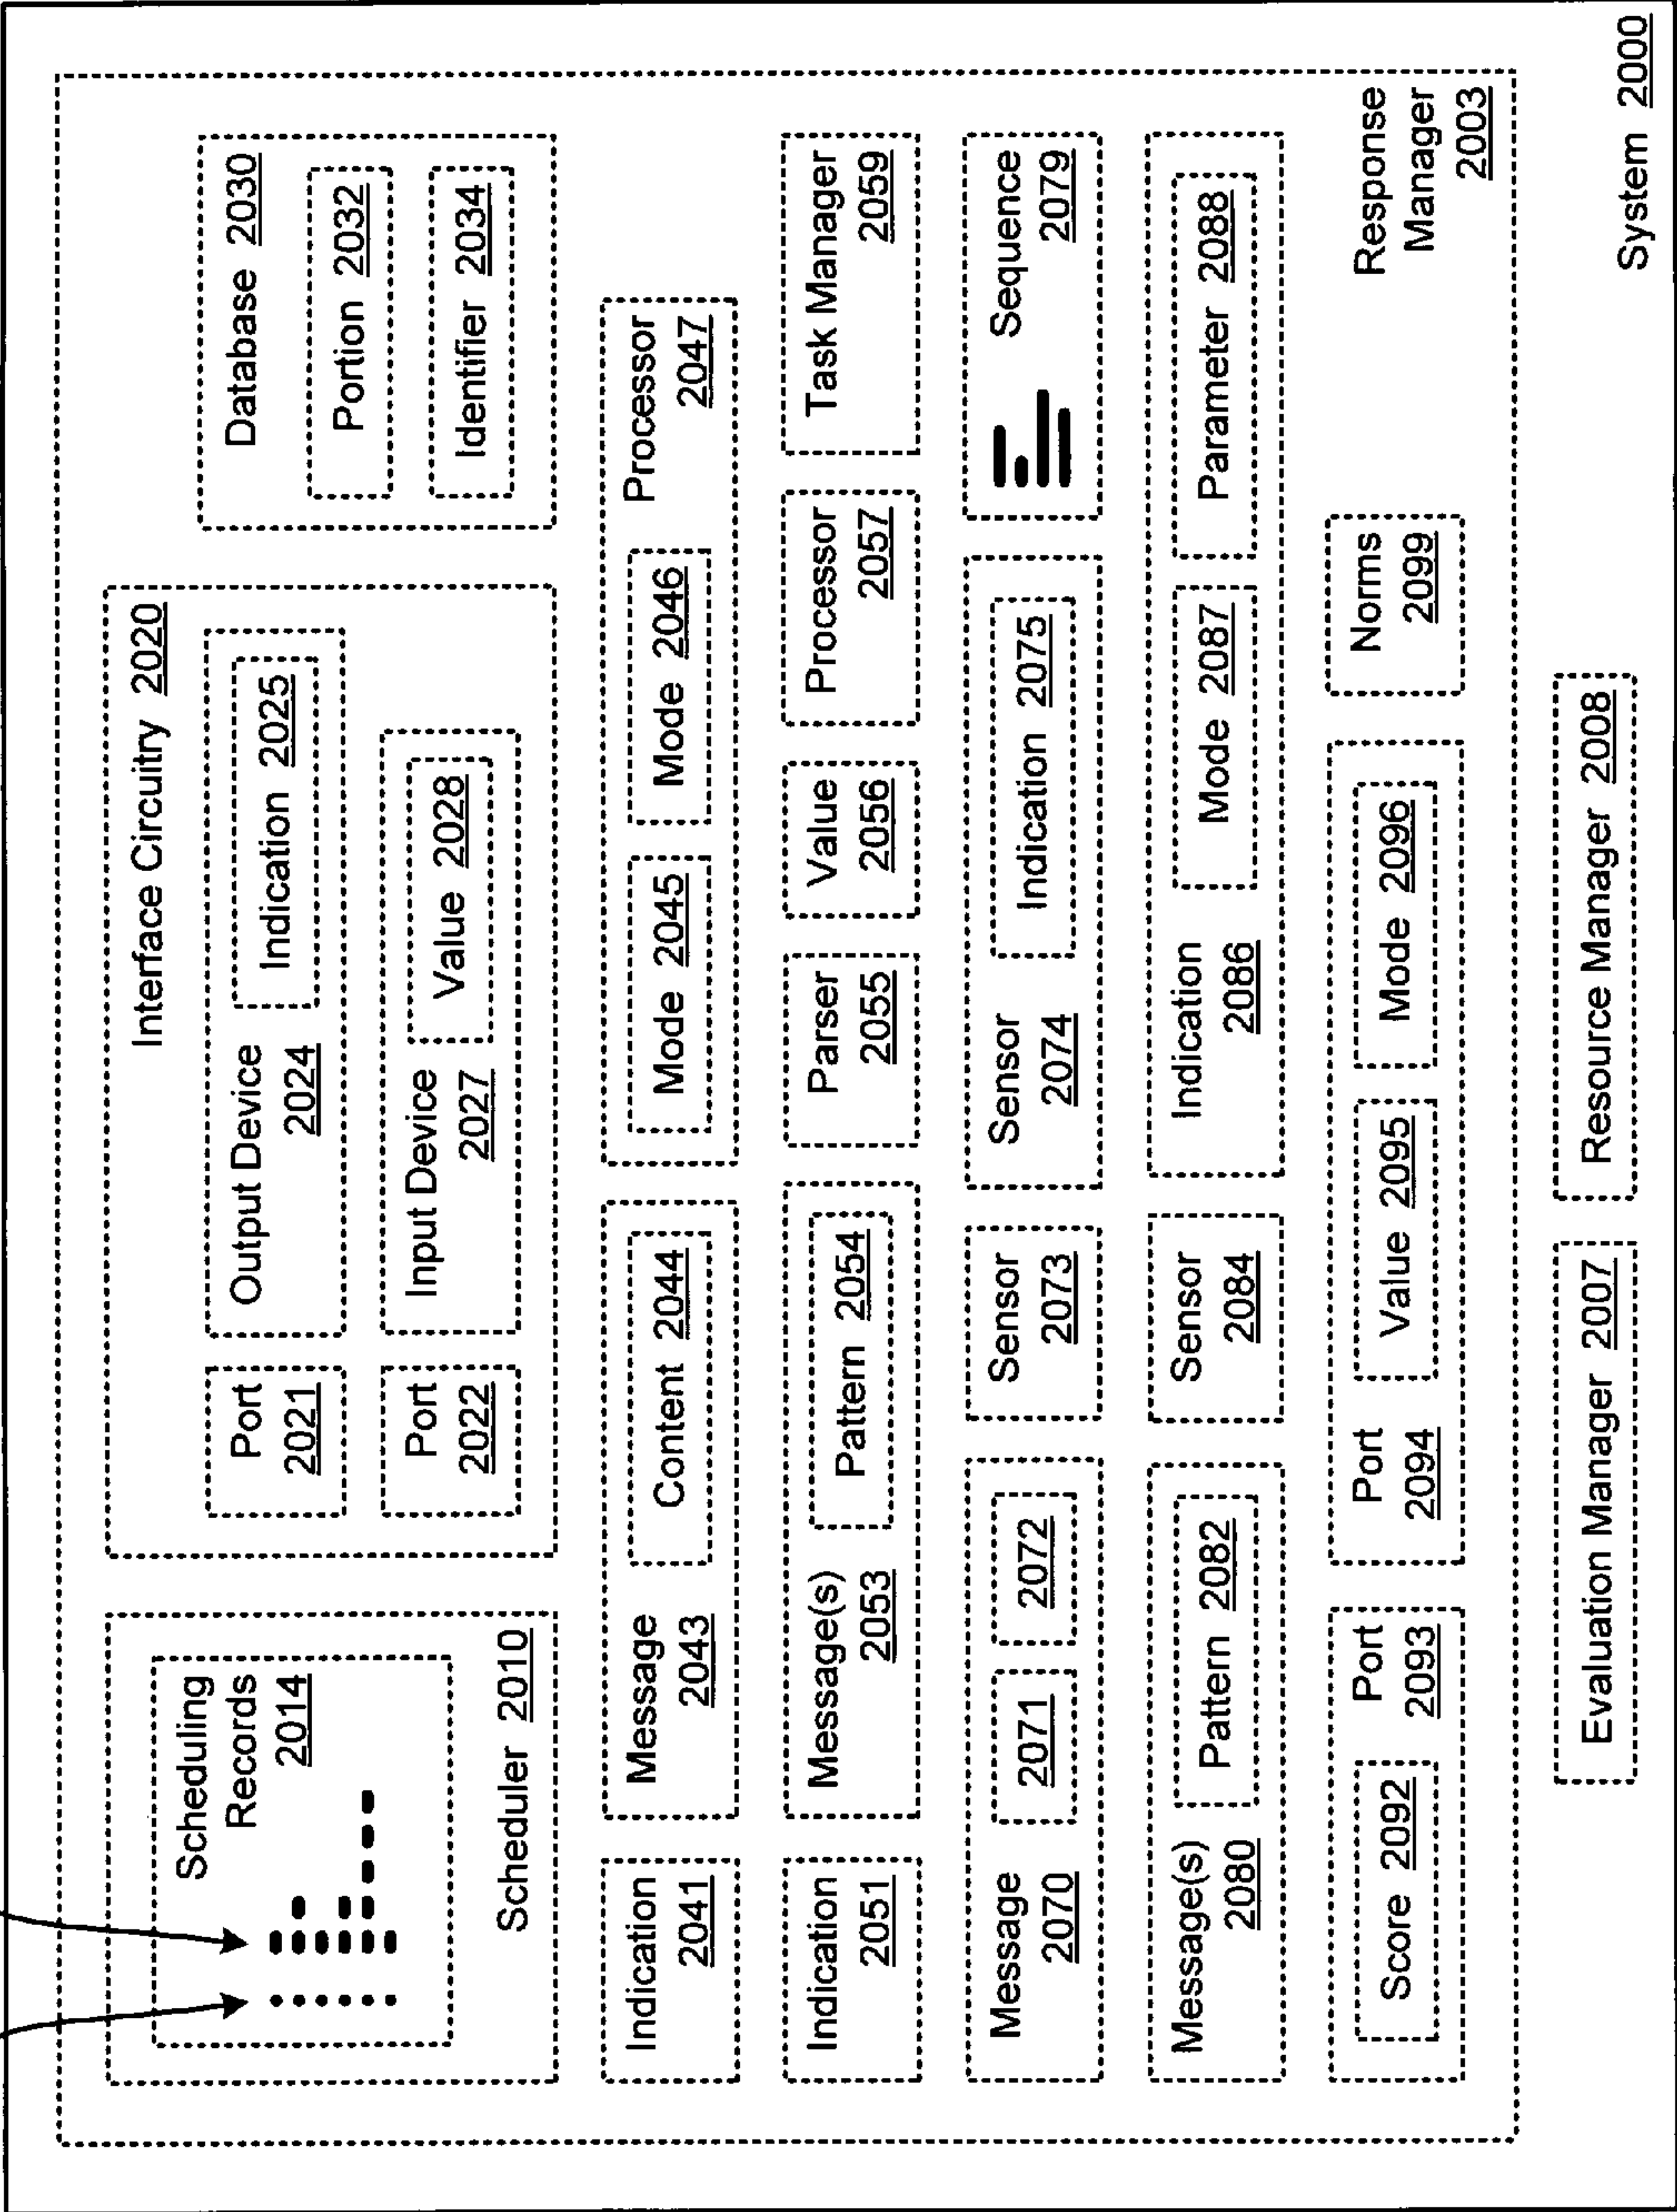 Scheduling
Records
2014
Scheduler 2010
Interface Circuitry 2020
Port
2021
Output Device
2024
Indication 2025
Port
2022
Input Device
2027
Value 2028
Database 2030
Portion 2032
Identifier 2034
Indication
2041
Message
2043
Content 2044
Mode 2045
Mode 2046
Processor
2047
Indication
2051
Message(s)
2053
Pattern 2054
Parser
2055
Value
2056
Processor
2057
Task Manager
2059
Message
2070
2071
2072
Sensor
2073
Sensor
2074
Indication 2075
Sequence
2079
Message(s)
2080
Pattern 2082
Sensor
2084
Indication
2086
Mode 2087
Parameter 2088
Score 2092
Port
2093
Port
2094
Value 2095
Mode 2096
Norms
2099
Response
Manager
2003
Evaluation Manager 2007
Resource Manager 2008
System 2000